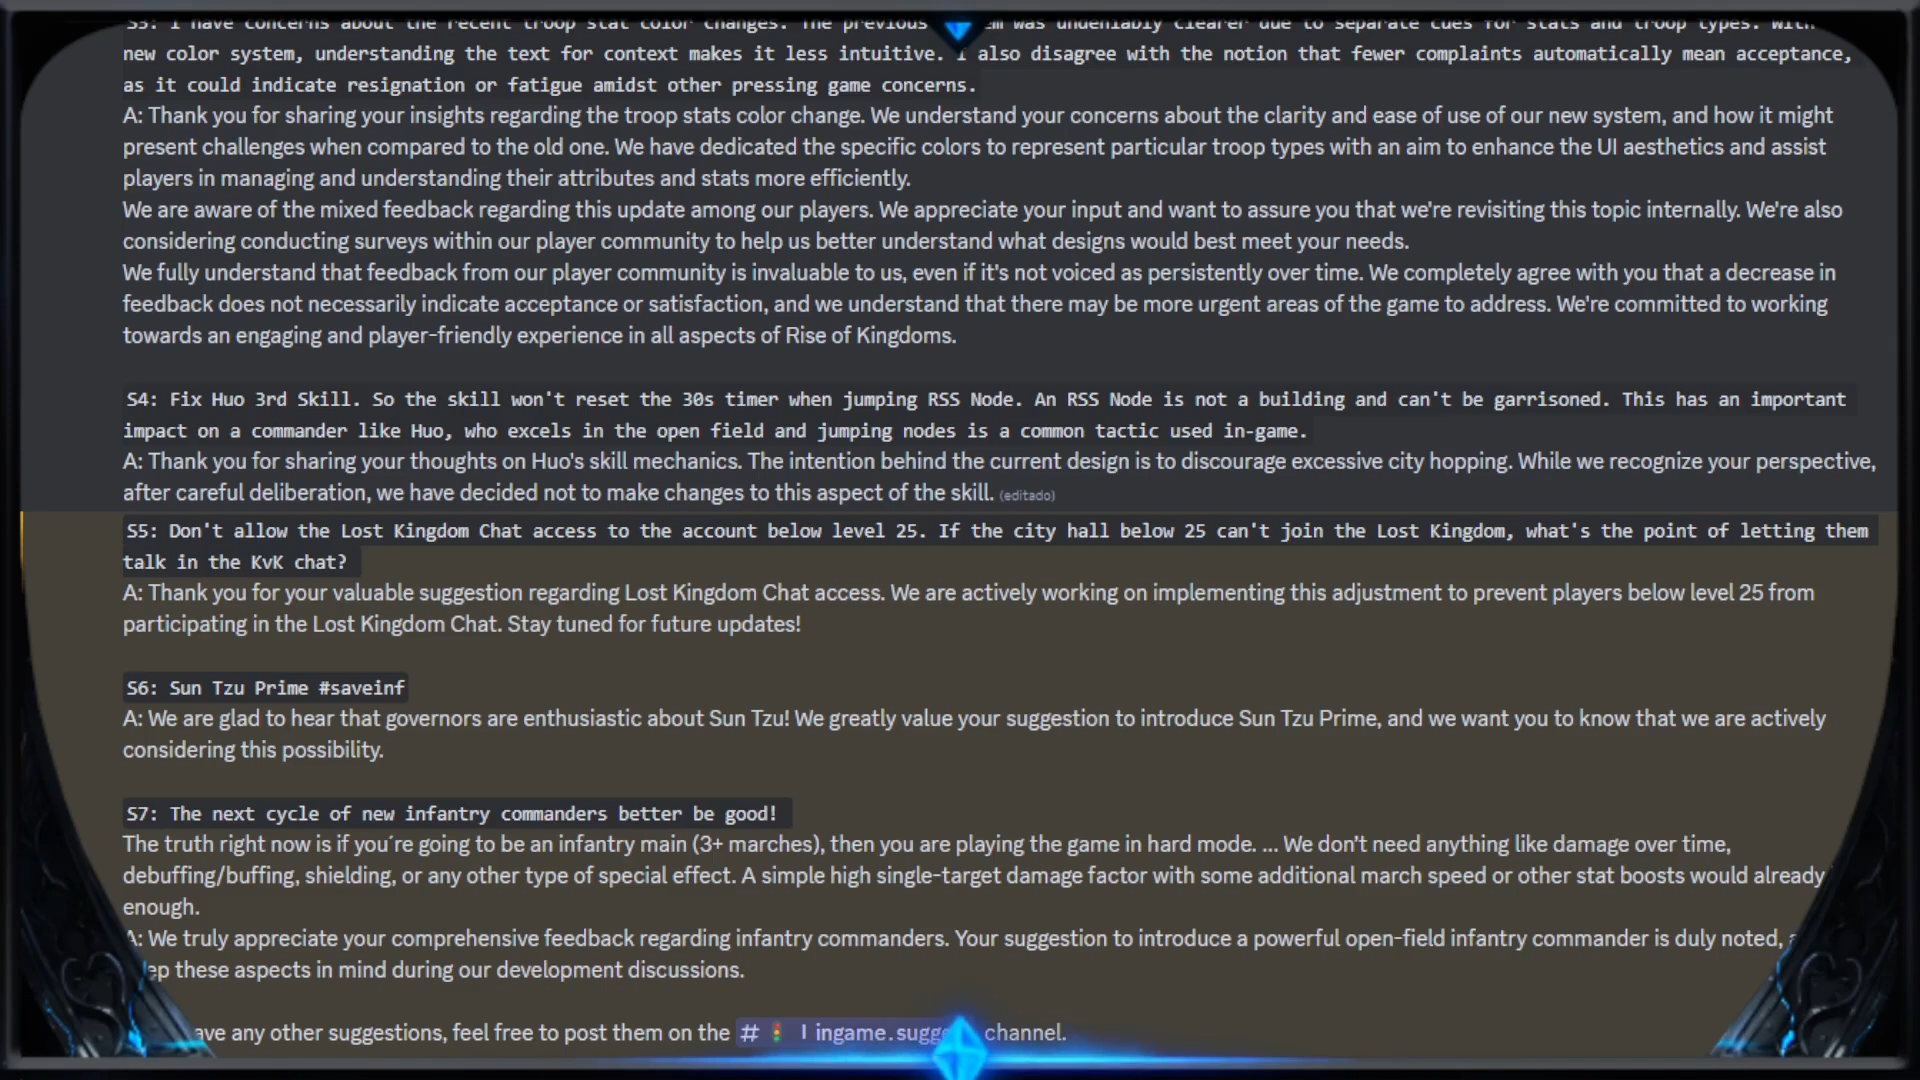 S3: I have concerns about the recent troop stat color changes. The previous was undeniably clearer due to separate cues for stats and troop types. With
new color system, understanding the text for context makes it less intuitive. I also disagree with the notion that fewer complaints automatically mean acceptance,
as it could indicate resignation or fatigue amidst other pressing game concerns.
A: Thank you for sharing your insights regarding the troop stats color change. We understand your concerns about the clarity and ease of use of our new system, and how it might
present challenges when compared to the old one. We have dedicated the specific colors to represent particular troop types with an aim to enhance the UI aesthetics and assist
players in managing and understanding their attributes and stats more efficiently.
We are aware of the mixed feedback regarding this update among our players. We appreciate your input and want to assure you that we're revisiting this topic internally. We're also
considering conducting surveys within our player community to help us better understand what designs would best meet your needs.
We fully understand that feedback from our player community is invaluable to us, even if it's not voiced as persistently over time. We completely agree with you that a decrease in
feedback does not necessarily indicate acceptance or satisfaction, and we understand that there may be more urgent areas of the game to address. We're committed to working
towards an engaging and player-friendly experience in all aspects of Rise of Kingdoms.
S4: Fix Huo 3rd Skill. So the skill won't reset the 30s timer when jumping RSS Node. An RSS Node is not a building and can't be garrisoned. This has an important
impact on a commander like Huo, who excels in the open field and jumping nodes is a common tactic used in-game.
A: Thank you for sharing your thoughts on Huo's skill mechanics. The intention behind the current design is to discourage excessive city hopping. While we recognize your perspective,
after careful deliberation, we have decided not to make changes to this aspect of the skill. (editado)
S5: Don't allow the Lost Kingdom Chat access to the account below level 25. If the city hall below 25 can't join the Lost Kingdom, what's the point of letting them
talk in the KvK chat?
A: Thank you for your valuable suggestion regarding Lost Kingdom Chat access. We are actively working on implementing this adjustment to prevent players below level 25 from
participating in the Lost Kingdom Chat. Stay tuned for future updates!
S6: Sun Tzu Prime #saveinf
A: We are glad to hear that governors are enthusiastic about Sun Tzu! We greatly value your suggestion to introduce Sun Tzu Prime, and we want you to know that we are actively
considering this possibility.
S7: The next cycle of new infantry commanders better be good!
The truth right now is if you´re going to be an infantry main (3+ marches), then you are playing the game in hard mode. ... We don't need anything like damage over time,
debuffing/buffing, shielding, or any other type of special effect. A simple high single-target damage factor with some additional march speed or other stat boosts would already
enough.
A: We truly appreciate your comprehensive feedback regarding infantry commanders. Your suggestion to introduce a powerful open-field infantry commander is duly noted,
these aspects in mind during our development discussions.
any other suggestions, feel free to post them on the # | ingame.sugge channel.